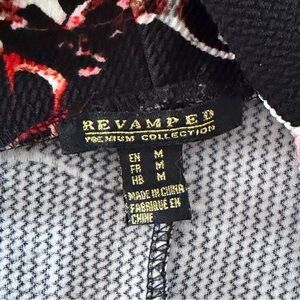 REVAMPED
PREMIUM COLLECTION
EN M
FR M
HB M
MADE IN CHINA
FABRIQUE EN
CHINE